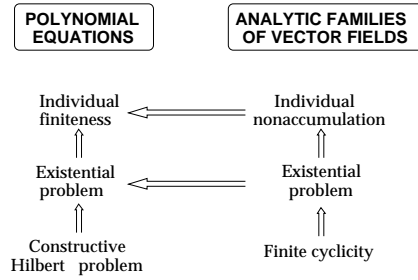 POLYNOMIAL
EQUATIONS
ANALYTIC FAMILIES
OF VECTOR FIELDS
Individual
finiteness
Individual
nonaccumulation
Existential
problem
Existential
problem
Constructive
Hilbert problem
Finite cyclicity